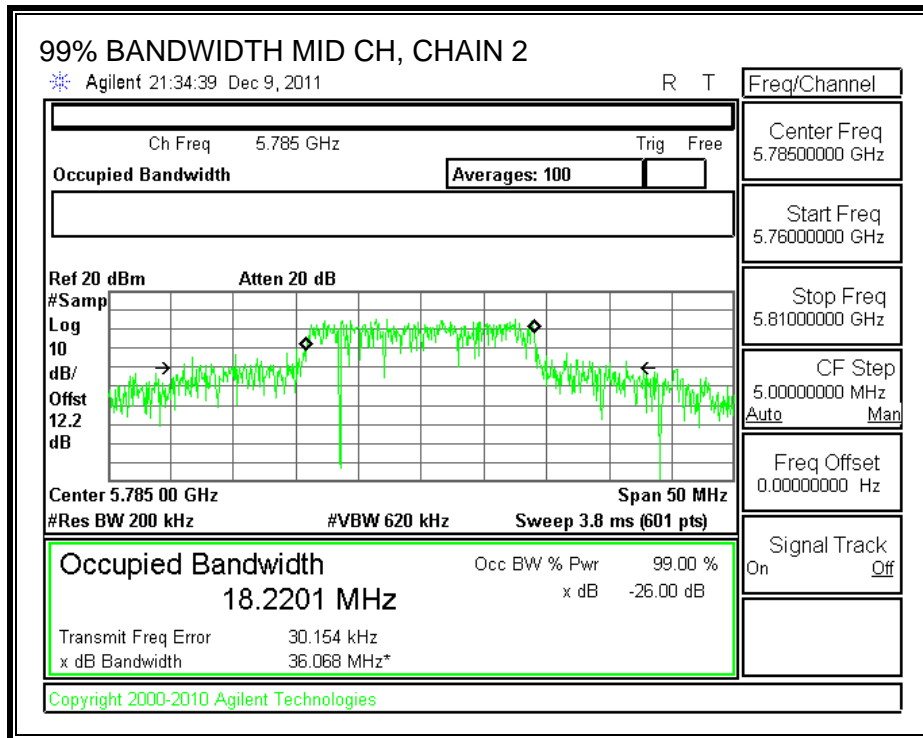 99% BANDWIDTH MID CH, CHAIN 2
Agilent 21:34:39 Dec 9, 2011 R T
Ch Freq 5.785 GHz Trig Free
Occupied Bandwidth Averages: 100
Ref 20 dBm Atten 20 dB
#Samp
Log
10
dB/
Offst
12.2
dB
Center 5.785 00 GHz Span 50 MHz
#Res BW 200 kHz #VBW 620 kHz Sweep 3.8 ms (601 pts)
Occupied Bandwidth Occ BW % Pwr 99.00 %
18.2201 MHz x dB -26.00 dB
Transmit Freq Error 30.154 kHz
x dB Bandwidth 36.068 MHz*
Copyright 2000-2010 Agilent Technologies
Freq/Channel
Center Freq
5.78500000 GHz
Start Freq
5.76000000 GHz
Stop Freq
5.81000000 GHz
CF Step
5.00000000 MHz
Auto Man
Freq Offset
0.00000000 Hz
Signal Track
On Off